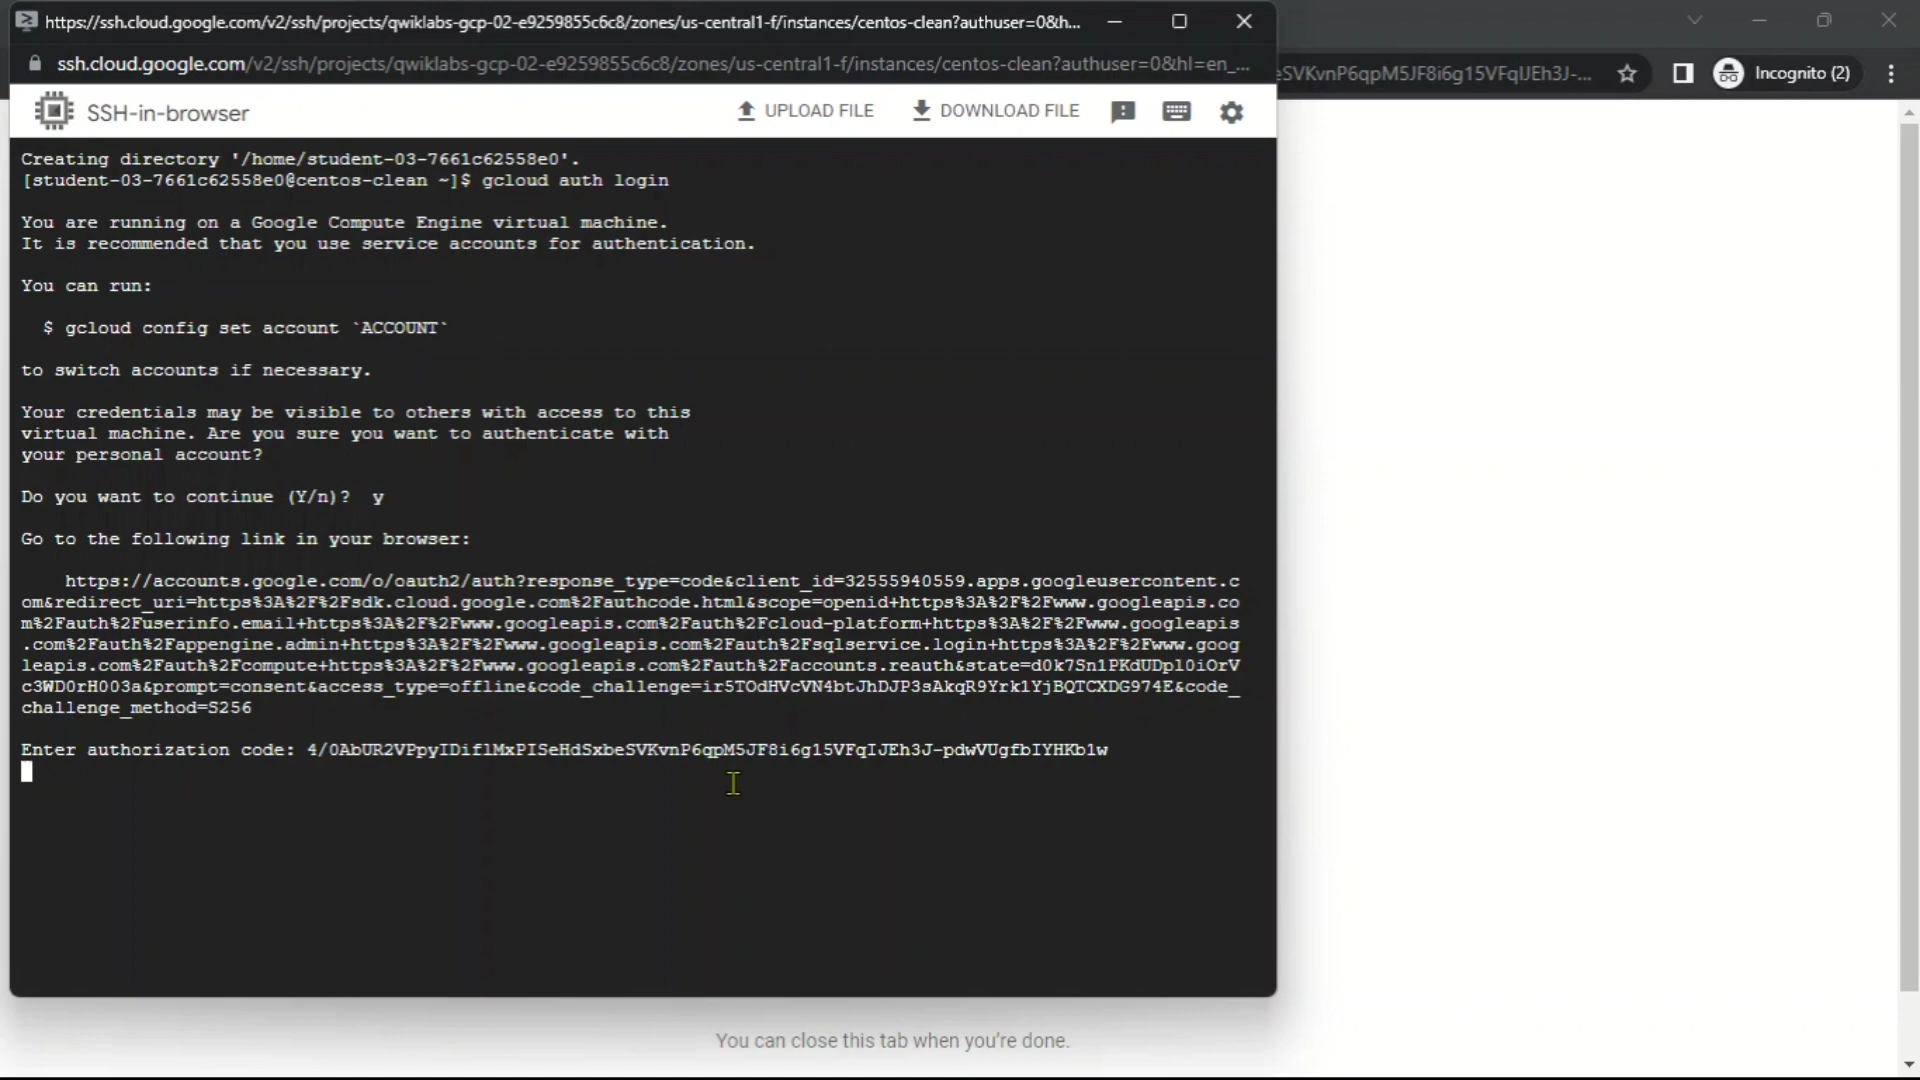 https://ssh.cloud.google.com/v2/ssh/projects/qwiklabs-gcp-02-e9259855c6c8/zones/us-central1-f/instances/centos-clean?authuser=0&h...
ssh.cloud.google.com/v2/ssh/projects/qwiklabs-gcp-02-e9259855c6c8/zones/us-central1-f/instances/centos-clean?authuser=0&hl=en_...
eSVKvnP6qpM5JF8i6g15VFqIJEh3J-...
Incognito (2)
SSH-in-browser
UPLOAD FILE
DOWNLOAD FILE
Creating directory '/home/student-03-7661c62558e0'.
[student-03-7661c62558e0@centos-clean ~]$ gcloud auth login
You are running on a Google Compute Engine virtual machine.
It is recommended that you use service accounts for authentication.
You can run:
$ gcloud config set account `ACCOUNT`
to switch accounts if necessary.
Your credentials may be visible to others with access to this
virtual machine. Are you sure you want to authenticate with
your personal account?
Do you want to continue (Y/n)?  y
Go to the following link in your browser:
https://accounts.google.com/o/oauth2/auth?response_type=code&client_id=32555940559.apps.googleusercontent.c
om&redirect_uri=https%3A%2F%2Fsdk.cloud.google.com%2Fauthcode.html&scope=openid+https%3A%2F%2Fwww.googleapis.co
m%2Fauth%2Fuserinfo.email+https%3A%2F%2Fwww.googleapis.com%2Fauth%2Fcloud-platform+https%3A%2F%2Fwww.googleapis
.com%2Fauth%2Fappengine.admin+https%3A%2F%2Fwww.googleapis.com%2Fauth%2Fsqlservice.login+https%3A%2F%2Fwww.goog
leapis.com%2Fauth%2Fcompute+https%3A%2F%2Fwww.googleapis.com%2Fauth%2Faccounts.reauth&state=d0k7Sn1PKdUDpl0iOrV
c3WD0rH003a&prompt=consent&access_type=offline&code_challenge=ir5TOdHVcVN4btJhDJP3sAkqR9Yrk1YjBQTCXDG974E&code_
challenge_method=S256
Enter authorization code: 4/0AbUR2VPpyIDiflMxPISeHdSxbeSVKvnP6qpM5JF8i6g15VFqIJEh3J-pdwVUgfbIYHKb1w
You can close this tab when you're done.